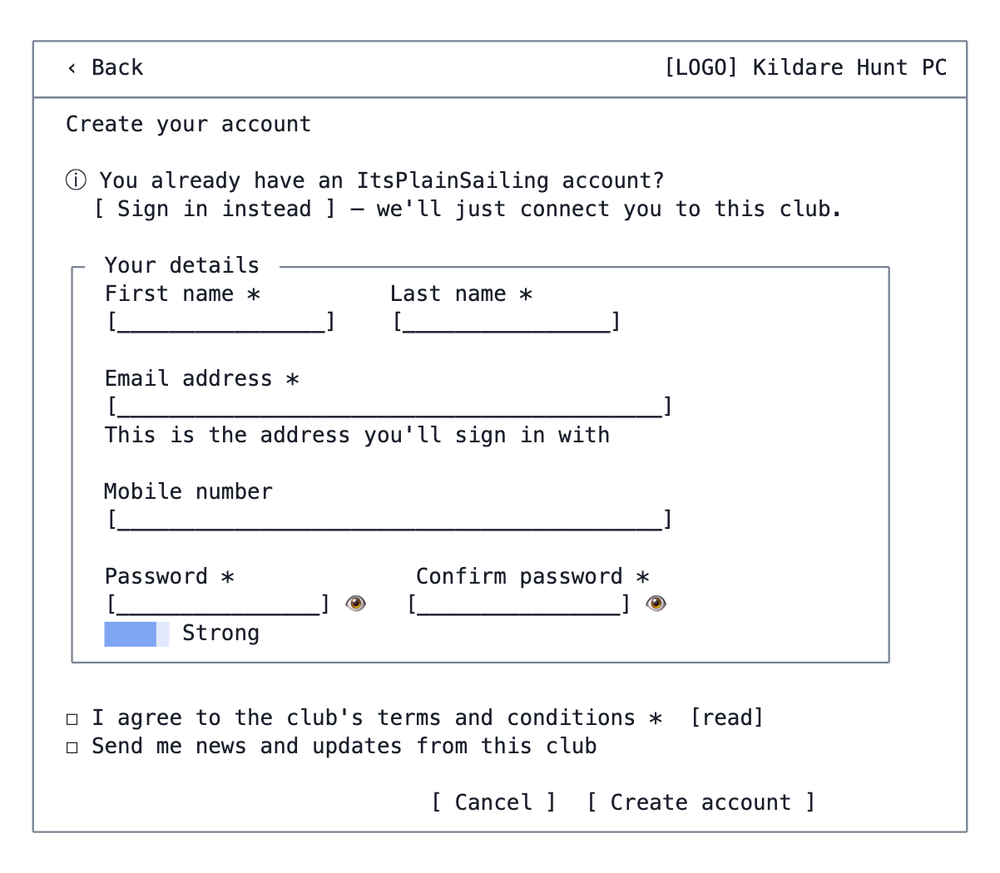 ‹ Back [LOGO] Kildare Hunt PC
Create your account
ⓘ You already have an ItsPlainSailing account?
[ Sign in instead ] — we'll just connect you to this club.
Your details
First name * Last name *
[________________] [________________]
Email address *
[__________________________________________]
This is the address you'll sign in with
Mobile number
[__________________________________________]
Password * Confirm password *
[________________] 👁 [________________] 👁
Strong
☐ I agree to the club's terms and conditions * [read]
☐ Send me news and updates from this club
[ Cancel ] [ Create account ]